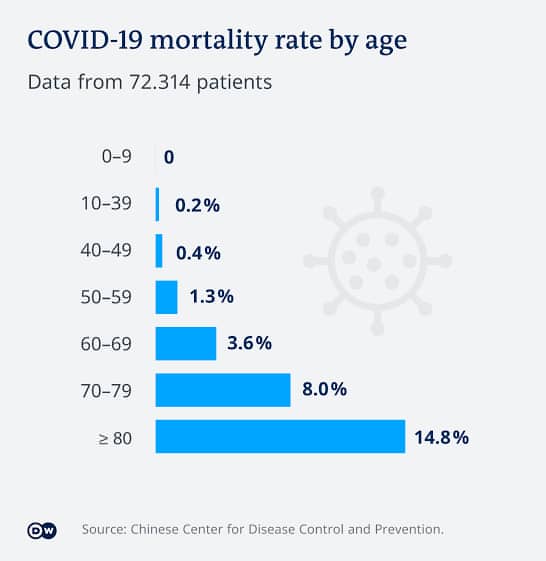 COVID-19 mortality rate by age
Data from 72.314 patients
0–9 0
10–39 0.2%
40–49 0.4%
50–59 1.3%
60–69 3.6%
70–79 8.0%
≥ 80 14.8%
DW Source: Chinese Center for Disease Control and Prevention.